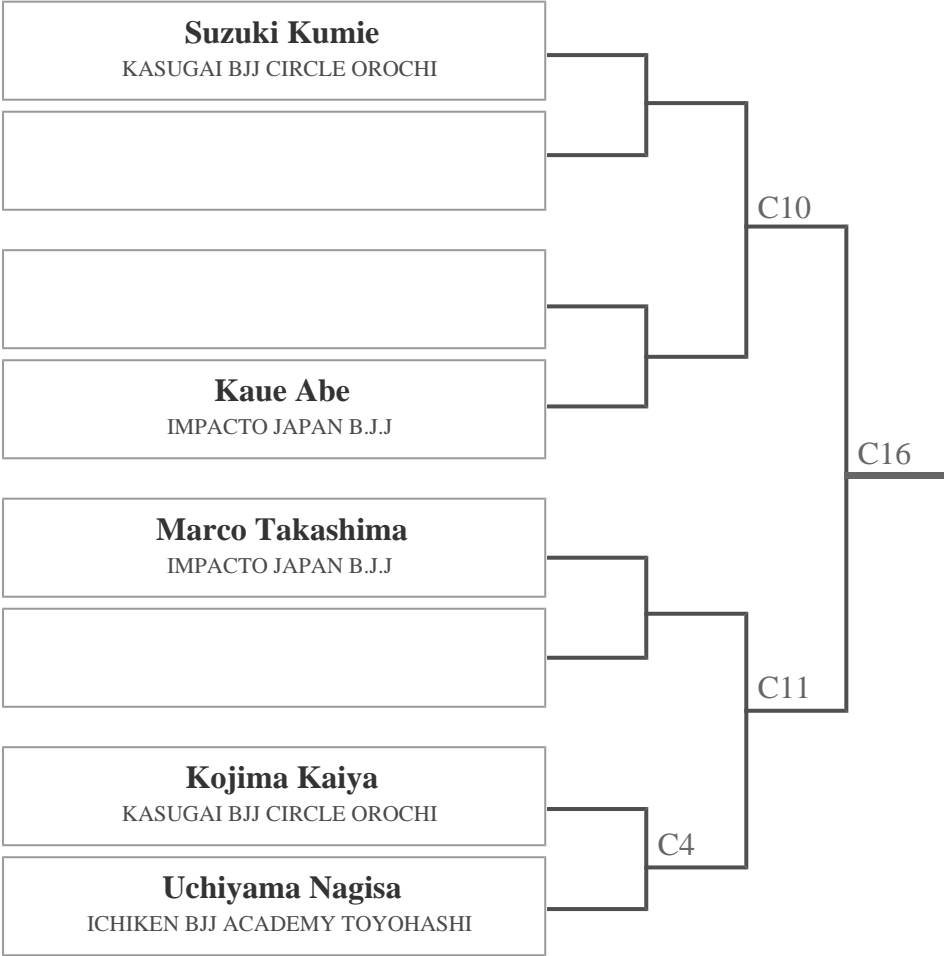 Suzuki Kumie
KASUGAI BJJ CIRCLE OROCHI
C10
Kaue Abe
IMPACTO JAPAN B.J.J
C16
Marco Takashima
IMPACTO JAPAN B.J.J
C11
Kojima Kaiya
KASUGAI BJJ CIRCLE OROCHI
C4
Uchiyama Nagisa
ICHIKEN BJJ ACADEMY TOYOHASHI